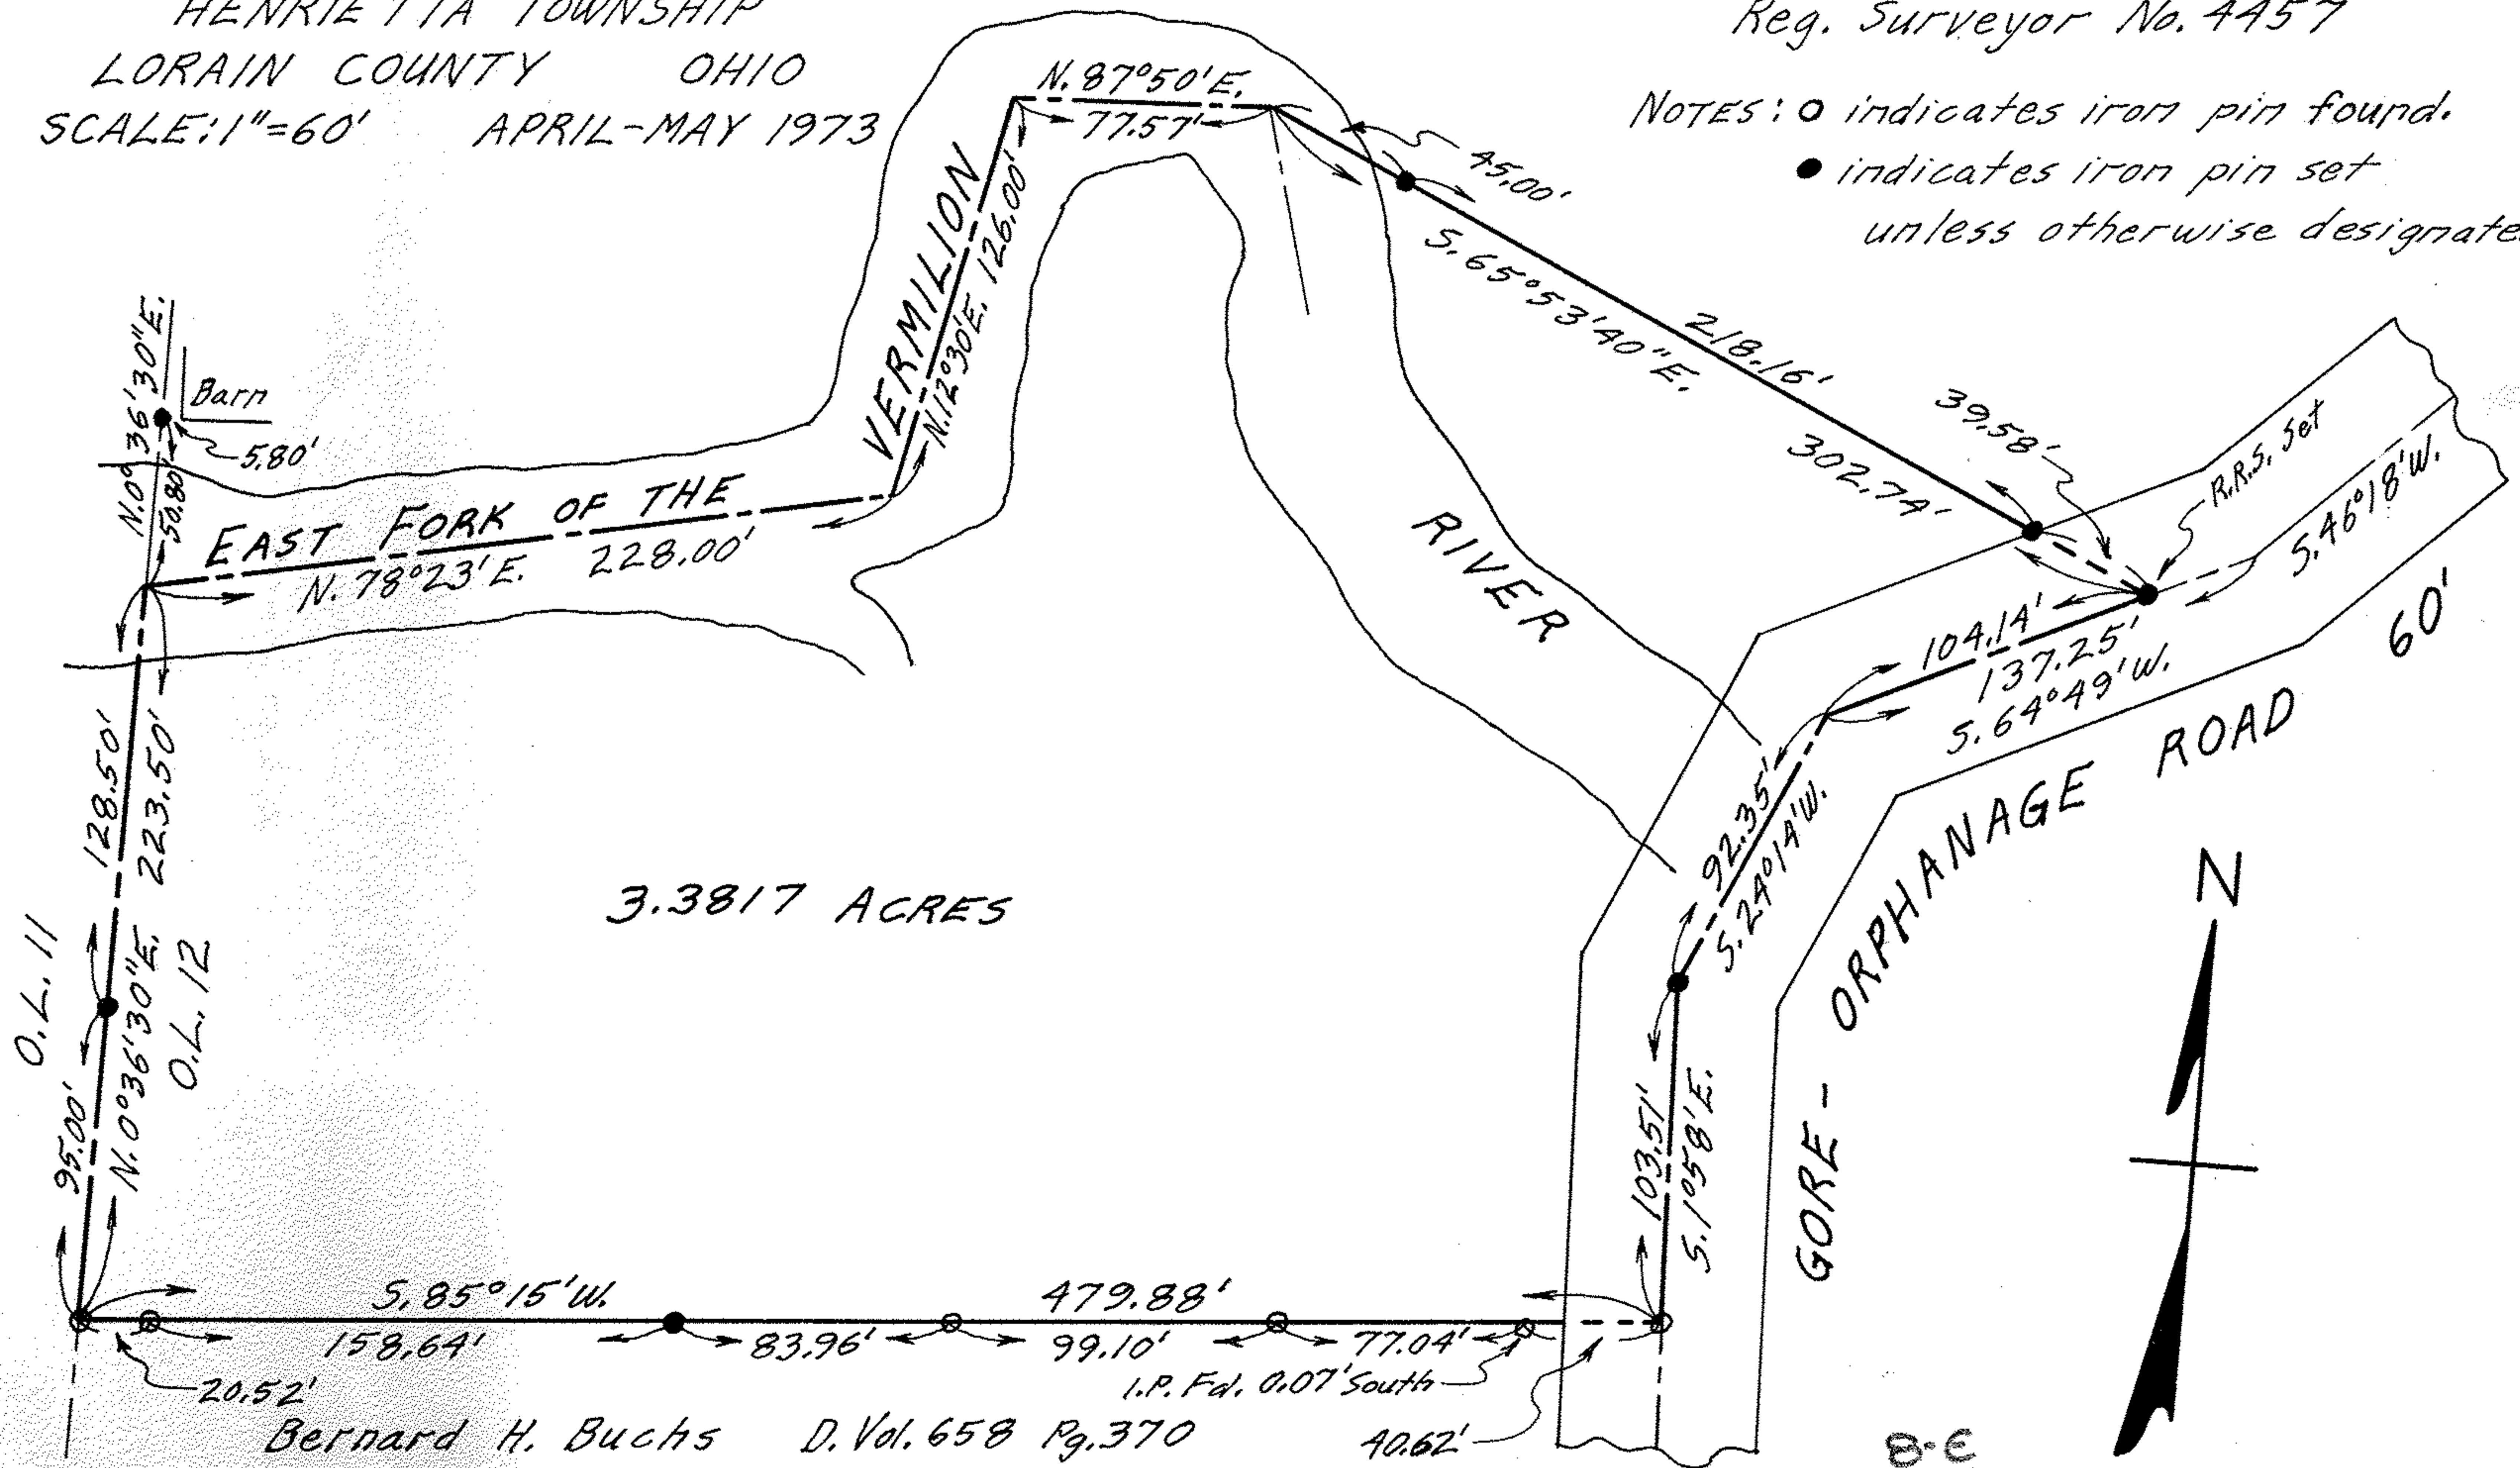 HENRIETTA TOWNSHIP
LORAIN COUNTY OHIO
SCALE: 1"=60' APRIL-MAY 1973
Reg. Surveyor No. 4457
NOTES: o indicates iron pin found.
● indicates iron pin set
unless otherwise designate
N. 87°50'E.
77.57'
45.00'
VERMILION
N. 12°30'E. 126.00'
S. 65°53'40"E.
218.16'
302.74'
39.58'
R.R.S. Set
S. 46°18'W.
60'
N. 0°36'30"E.
Barn
5.80'
50.80'
EAST FORK OF THE
N. 78°23'E. 228.00'
RIVER
104.14'
137.25'
S. 64°49'W.
92.35'
S. 24°14'W.
GORE - ORPHANAGE ROAD
128.50'
223.50'
3.3817 ACRES
N
O.L. 11
O.L. 12
95.00'
N. 0°36'30"E.
103.51'
S. 1°58'E.
S. 85°15'W.
479.88'
158.64'
83.96'
99.10'
77.04'
20.52'
I.P. Fd. 0.07' South
40.62'
Bernard H. Buchs D. Vol. 658 Pg. 370
8-E